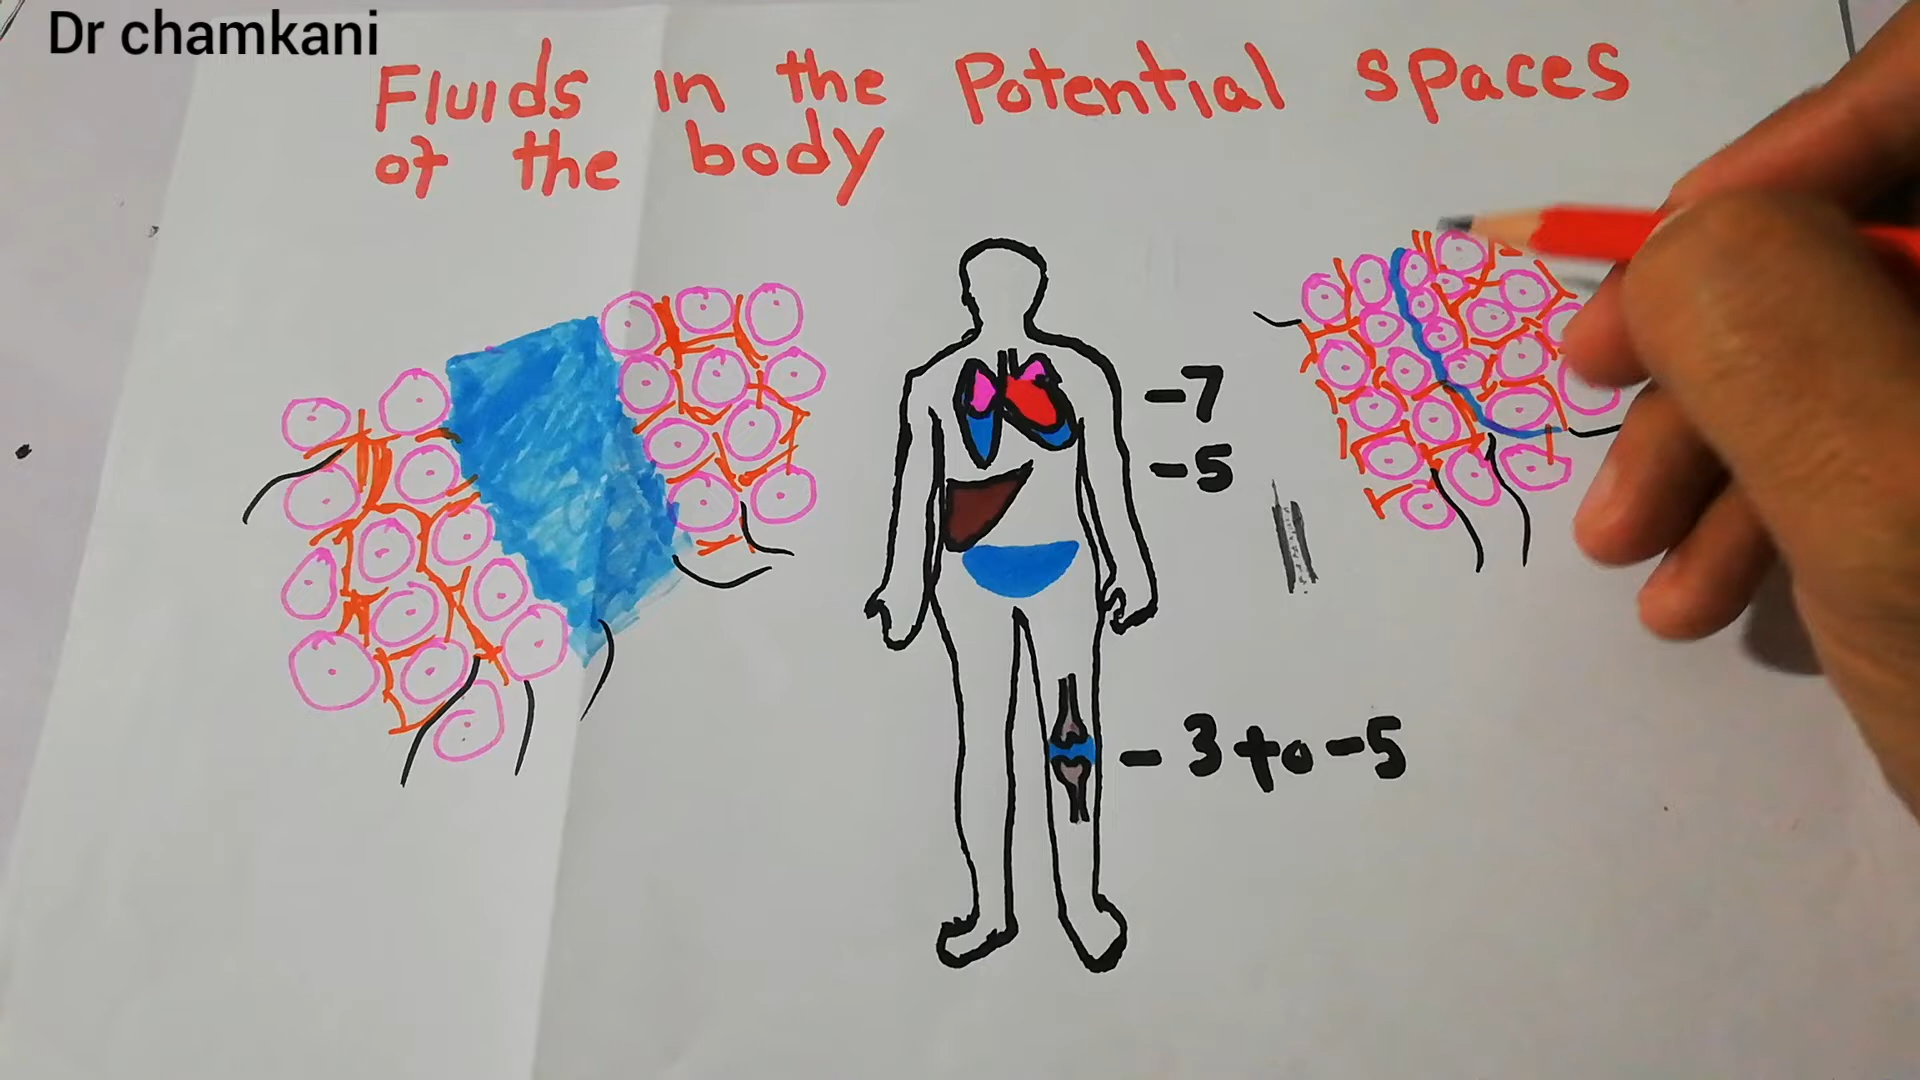 Dr chamkani
Fluids in the Potential spaces
of the body
-7
-5
-3 to -5